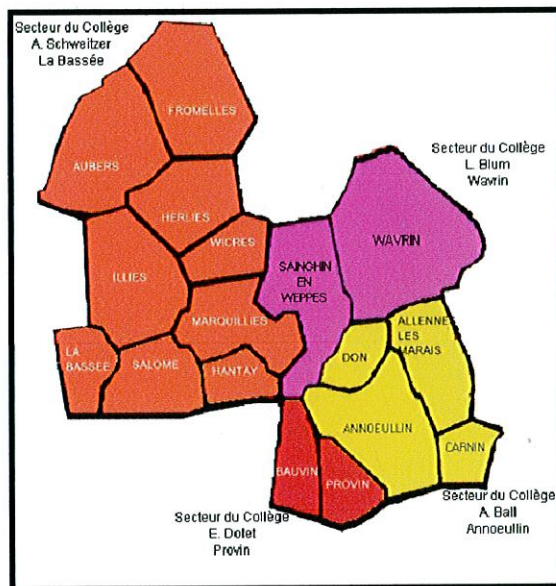 Secteur du Collège
A. Schweitzer
La Bassée
FROMELLES
AUBERS
Secteur du Collège
L. Blum
Wavrin
HERLIES
WICRES
WAVRIN
SAINGHIN
EN
WEPPES
ILLIES
MARQUILLIES
ALLENNE
LES
MARAIS
LA
BASSEE
SALOME
HANTAY
DON
ANNOEULLIN
CARNIN
BAUVIN
PROVIN
Secteur du Collège
E. Dolet
Provin
Secteur du Collège
A. Ball
Annoeullin